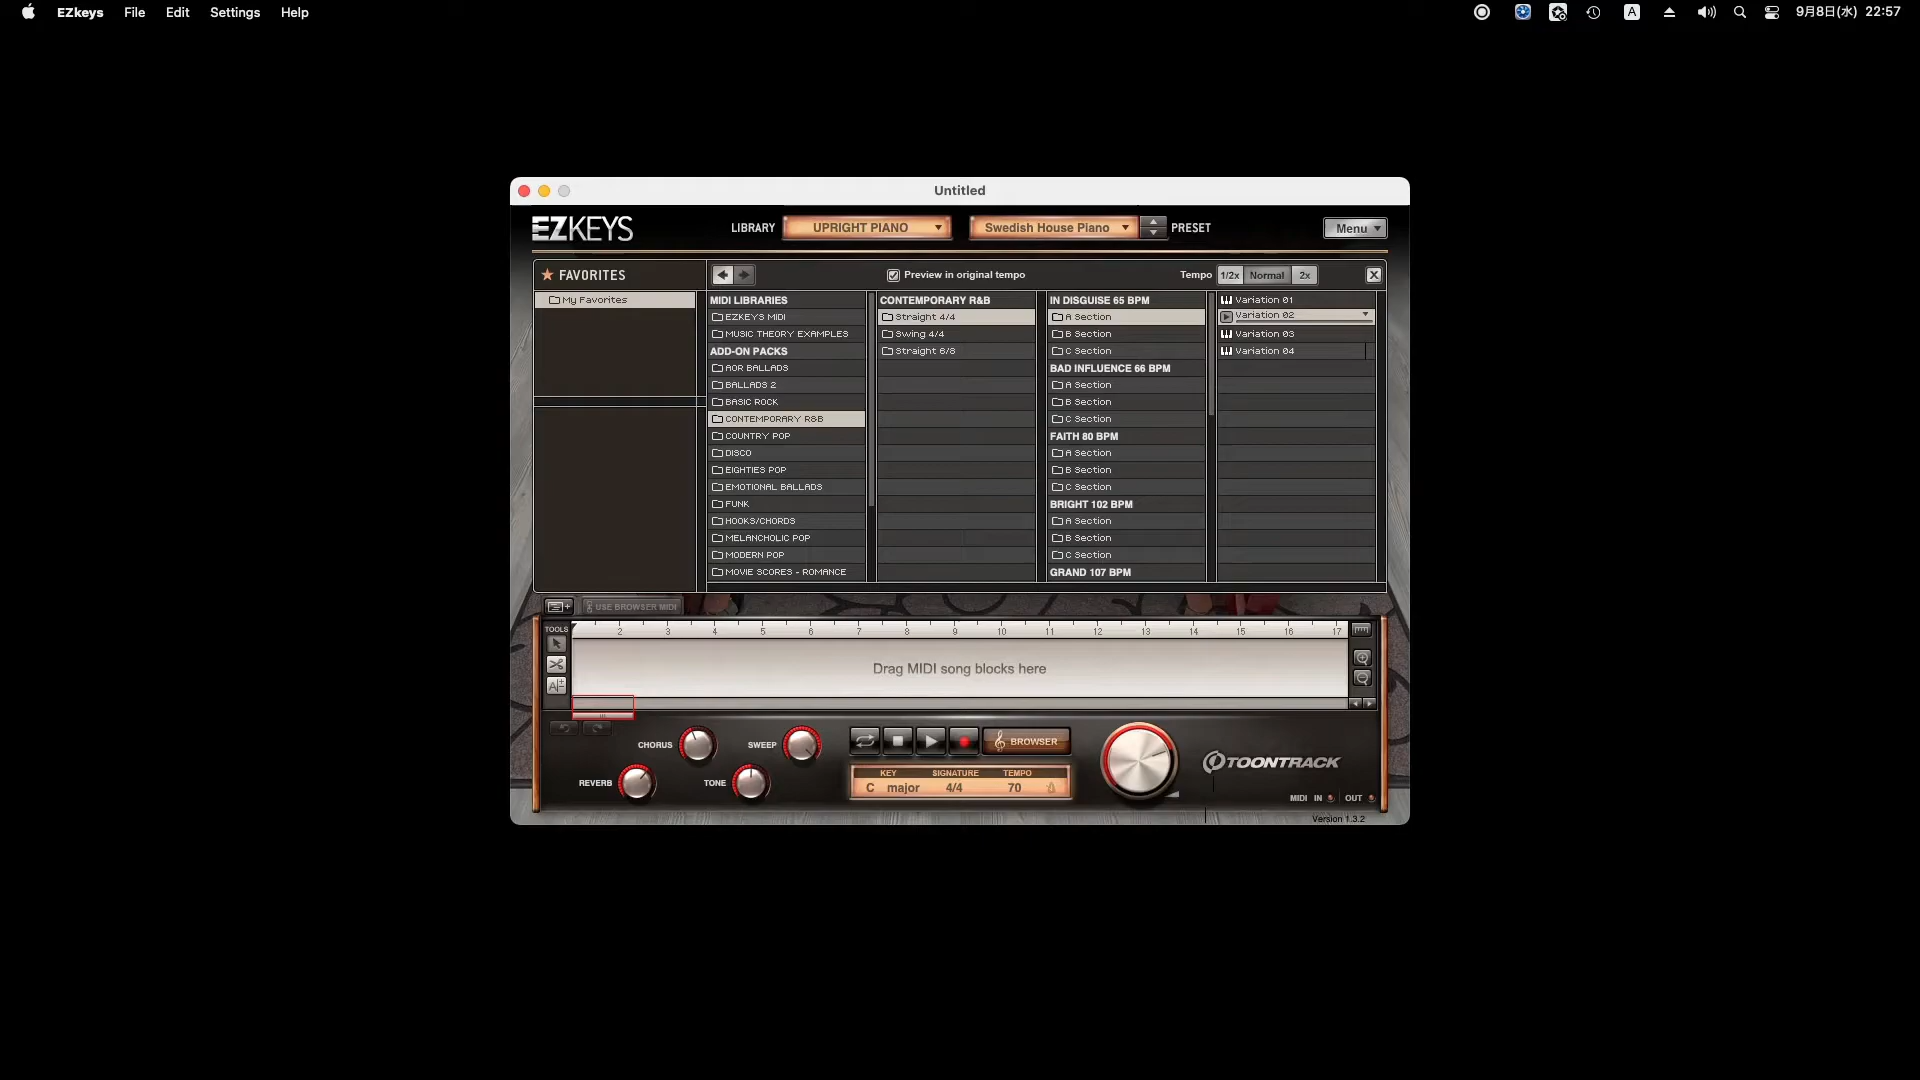 EZkeys File Edit Settings Help
A 9月8日(水) 22:57
Untitled
EZKEYS LIBRARY UPRIGHT PIANO Swedish House Piano PRESET Menu
FAVORITES
Preview in original tempo
Tempo 1/2x Normal 2x X
My Favorites
MIDI LIBRARIES
EZKEYS MIDI
MUSIC THEORY EXAMPLES
ADD-ON PACKS
AOR BALLADS
BALLADS 2
BASIC ROCK
CONTEMPORARY R&B
COUNTRY POP
DISCO
EIGHTIES POP
EMOTIONAL BALLADS
FUNK
HOOKS/CHORDS
MELANCHOLIC POP
MODERN POP
MOVIE SCORES - ROMANCE
CONTEMPORARY R&B
Straight 4/4
Swing 4/4
Straight 6/8
IN DISGUISE 65 BPM
A Section
B Section
C Section
BAD INFLUENCE 66 BPM
A Section
B Section
C Section
FAITH 80 BPM
A Section
B Section
C Section
BRIGHT 102 BPM
A Section
B Section
C Section
GRAND 107 BPM
Variation 01
Variation 02
Variation 03
Variation 04
USE BROWSER MIDI
TOOLS
2 3 4 5 6 7 8 9 10 11 12 13 14 15 16 17
Drag MIDI song blocks here
CHORUS SWEEP BROWSER
REVERB TONE
KEY SIGNATURE TEMPO
C major 4/4 70
TOONTRACK
MIDI IN OUT
Version 1.3.2